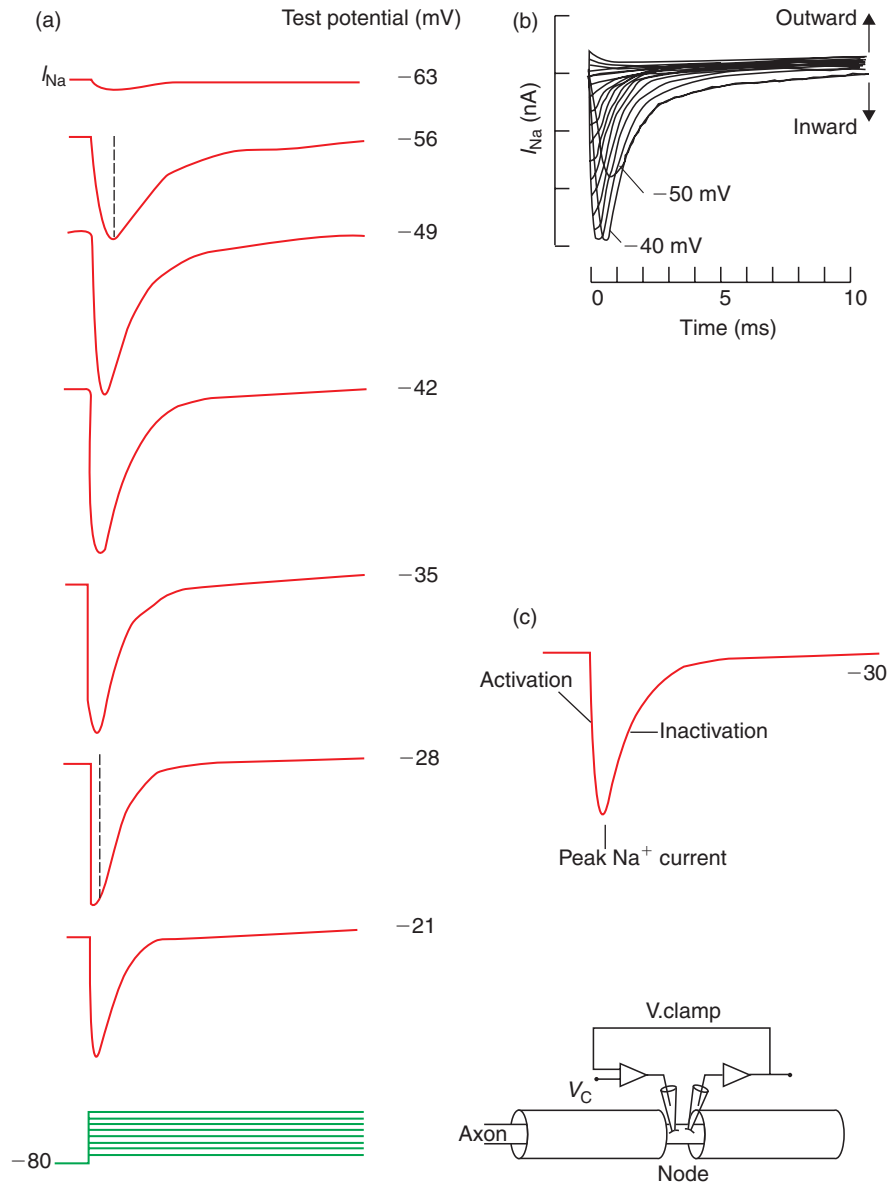 (a)
Test potential (mV)
I_Na
−63
−56
−49
−42
−35
−28
−21
−80
(b)
I_Na (nA)
Outward
Inward
−50 mV
−40 mV
0 5 10
Time (ms)
(c)
−30
Activation
Inactivation
Peak Na⁺ current
V.clamp
V_C
Axon
Node